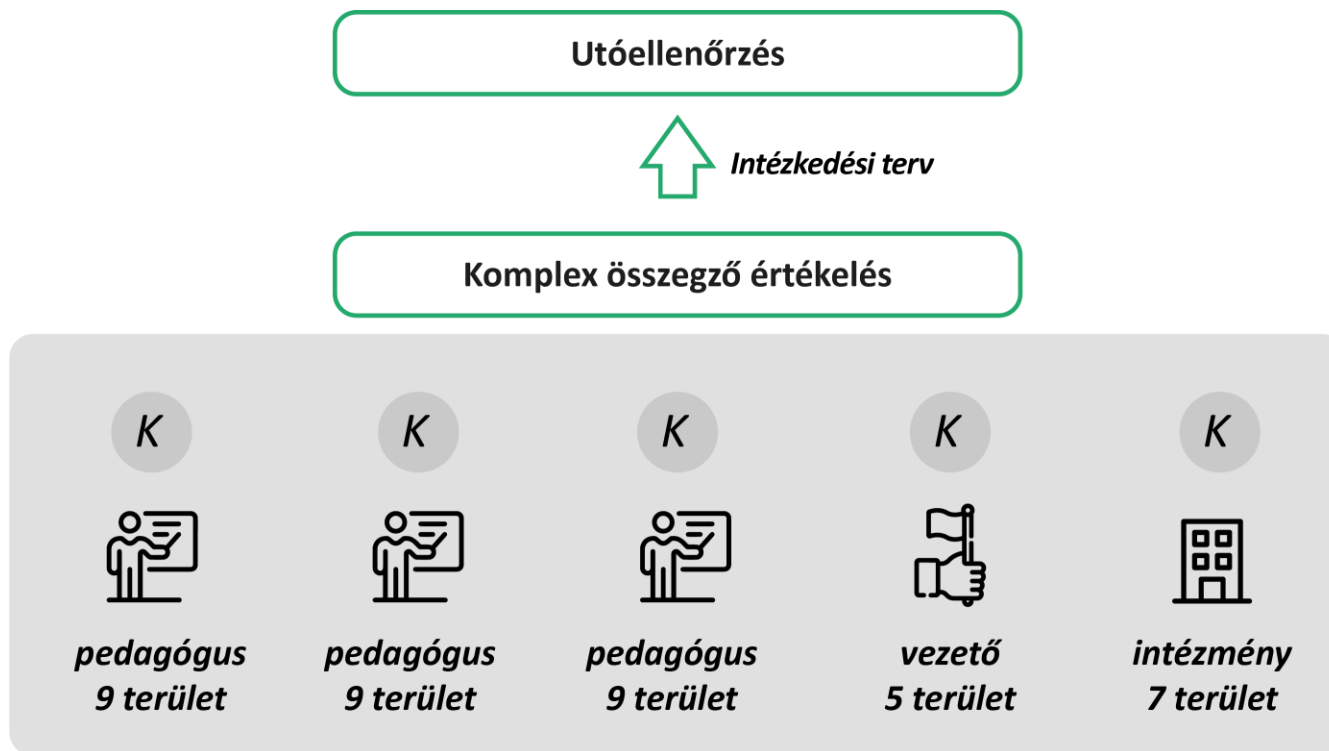 Utóellenőrzés
Intézkedési terv
Komplex összegző értékelés
K K K K K
pedagógus pedagógus pedagógus vezető intézmény
9 terület 9 terület 9 terület 5 terület 7 terület